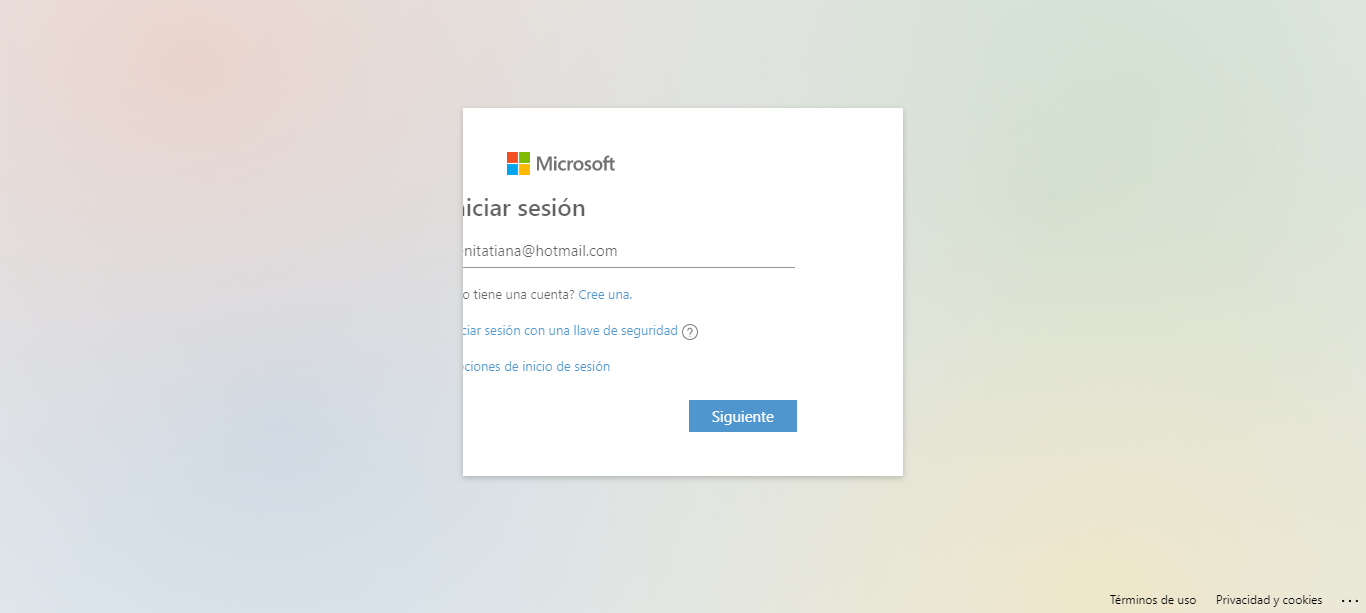 Microsoft
iciar sesión
nitatiana@hotmail.com
o tiene una cuenta? Cree una.
ciar sesión con una llave de seguridad ?
ciones de inicio de sesión
Siguiente
Términos de uso Privacidad y cookies ...